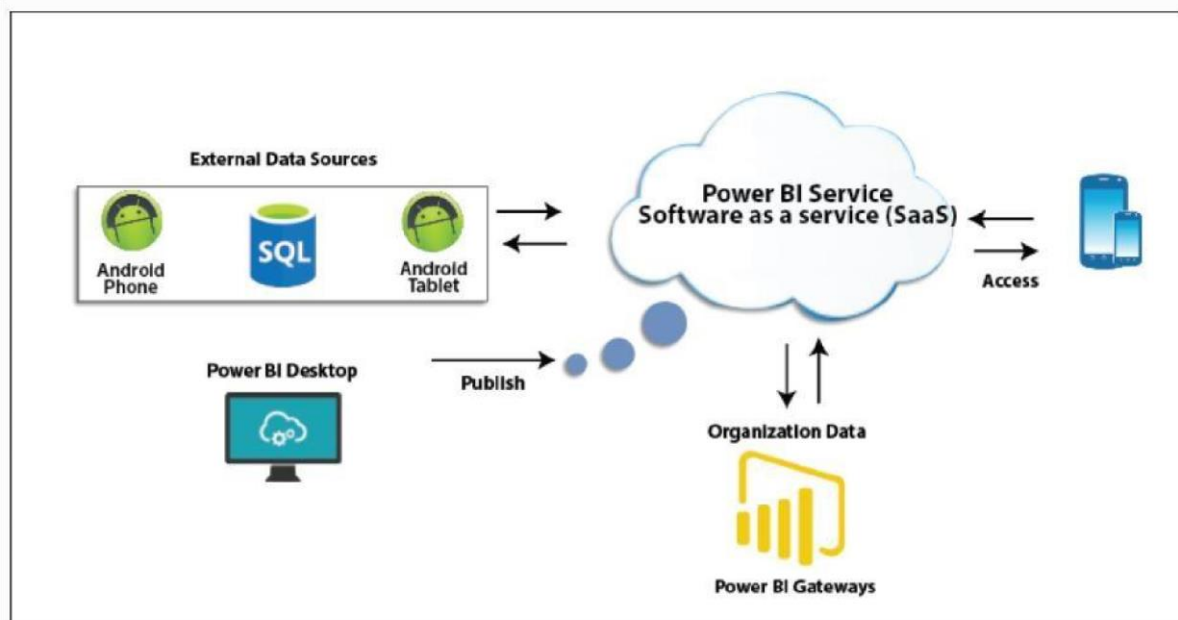 External Data Sources
Android
Phone
SQL
Android
Tablet
Power BI Service
Software as a service (SaaS)
Access
Power BI Desktop
Publish
Organization Data
Power BI Gateways